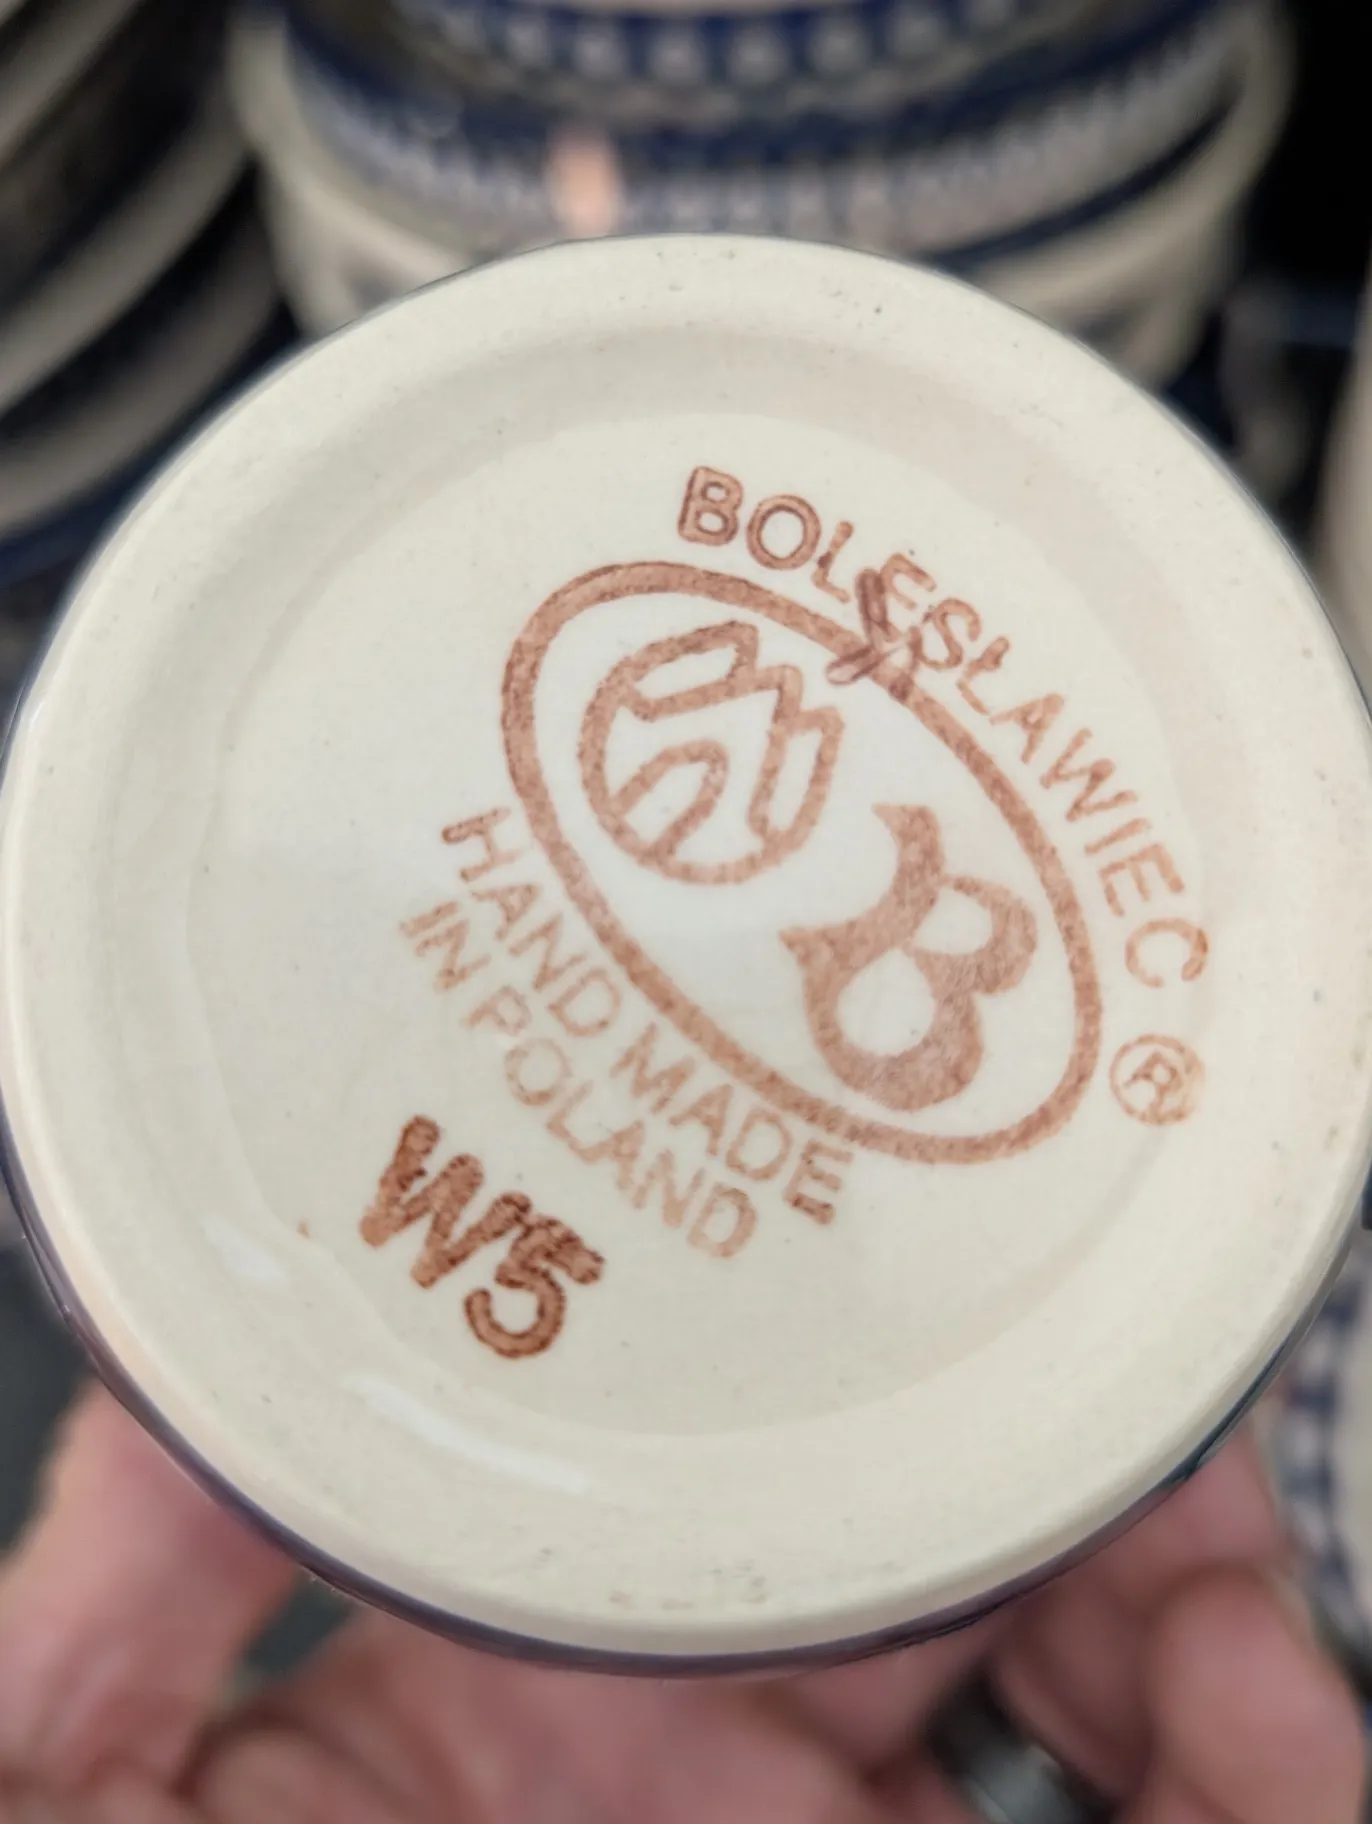 BOLESŁAWIEC ®
B
HAND MADE
IN POLAND
W5